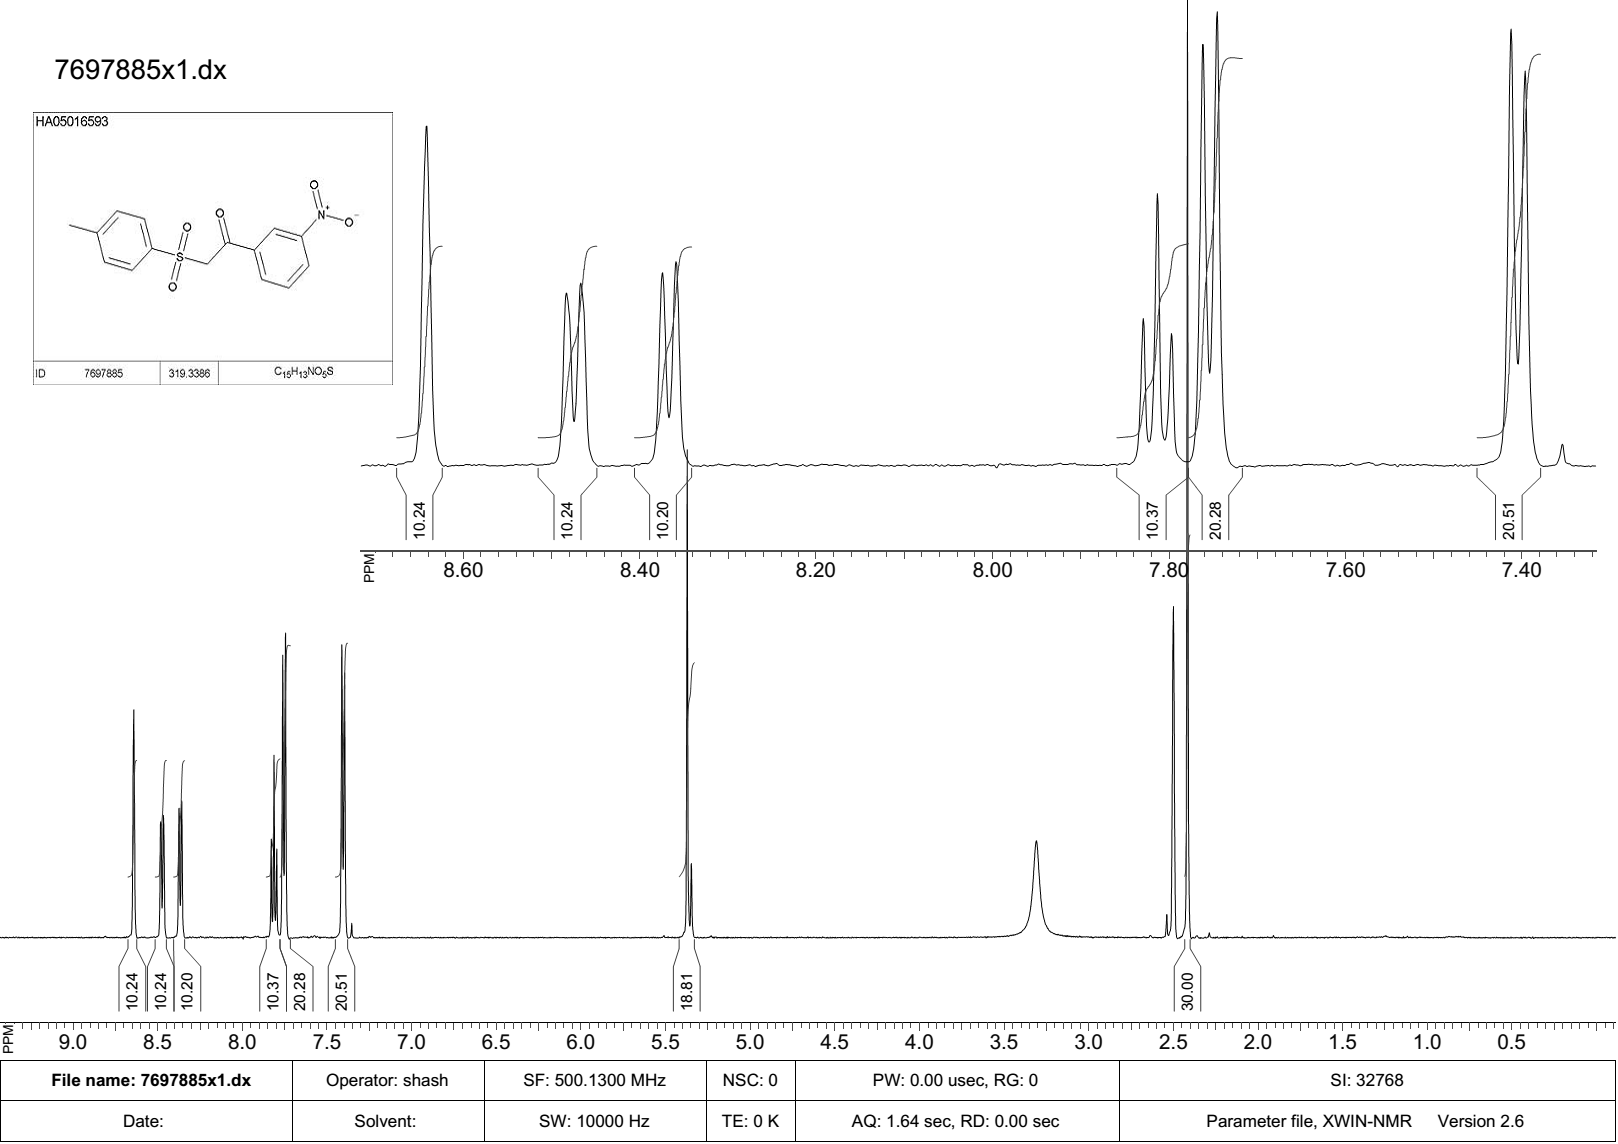 7697885x1.dx
HA05016593
O
N+
O-
O
O
S
O
ID 7697885 319.3386 C15H13NO5S
10.24 10.24 10.20 10.37 20.28 20.51
PPM 8.60 8.40 8.20 8.00 7.80 7.60 7.40
10.24 10.24 10.20 10.37 20.28 20.51 18.81 30.00
PPM 9.0 8.5 8.0 7.5 7.0 6.5 6.0 5.5 5.0 4.5 4.0 3.5 3.0 2.5 2.0 1.5 1.0 0.5
File name: 7697885x1.dx Operator: shash SF: 500.1300 MHz NSC: 0 PW: 0.00 usec, RG: 0 SI: 32768
Date: Solvent: SW: 10000 Hz TE: 0 K AQ: 1.64 sec, RD: 0.00 sec Parameter file, XWIN-NMR Version 2.6